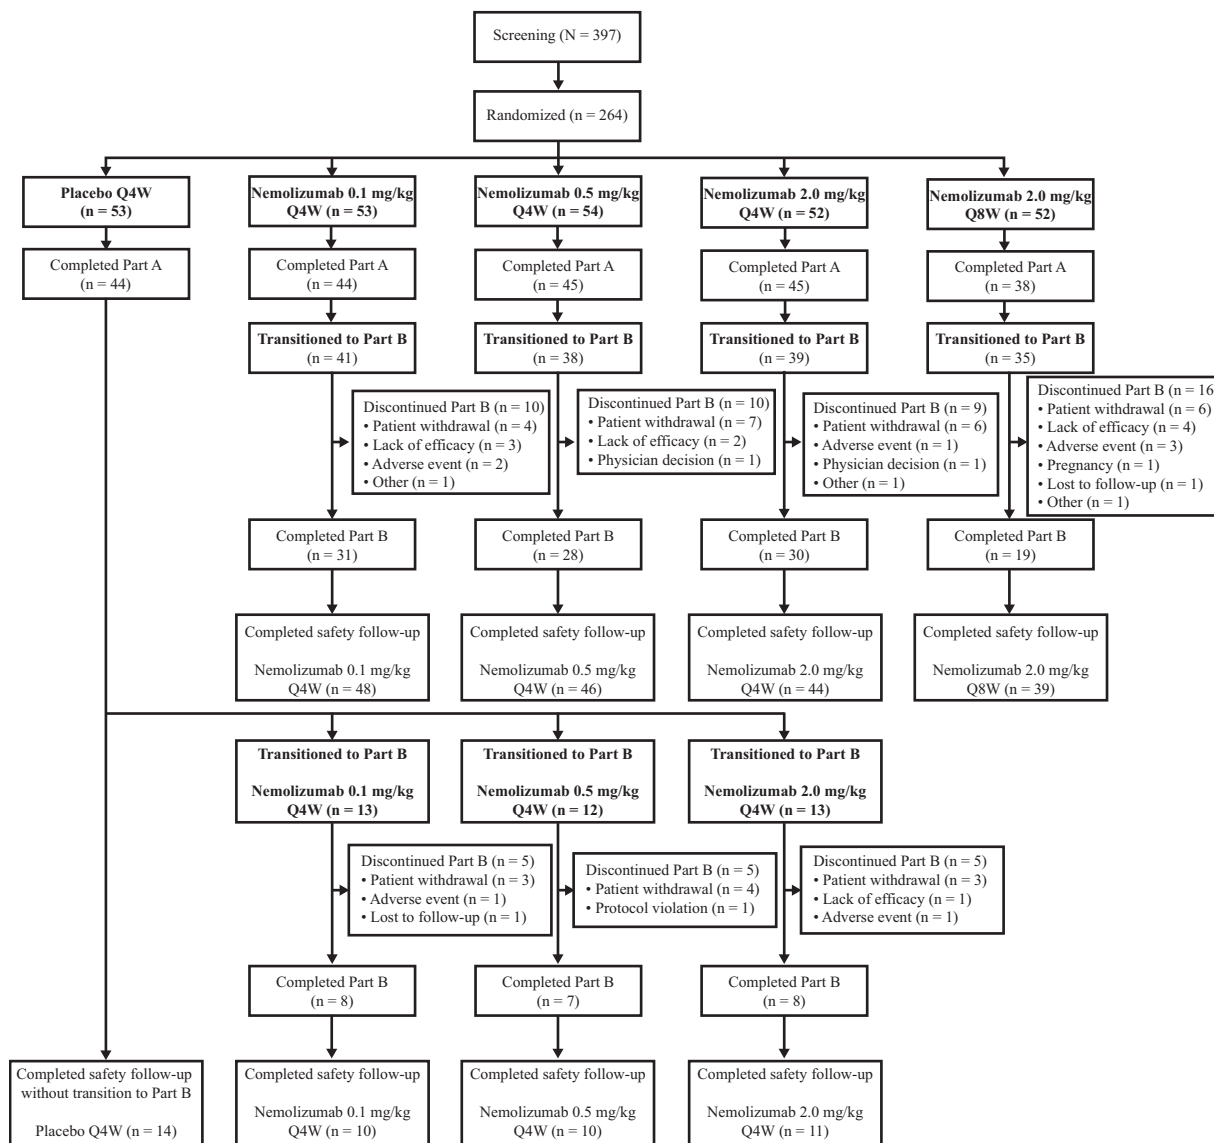 Screening (N = 397)
Randomized (n = 264)
Placebo Q4W
(n = 53)
Nemolizumab 0.1 mg/kg
Q4W (n = 53)
Nemolizumab 0.5 mg/kg
Q4W (n = 54)
Nemolizumab 2.0 mg/kg
Q4W (n = 52)
Nemolizumab 2.0 mg/kg
Q8W (n = 52)
Completed Part A
(n = 44)
Completed Part A
(n = 44)
Completed Part A
(n = 45)
Completed Part A
(n = 45)
Completed Part A
(n = 38)
Transitioned to Part B
(n = 41)
Transitioned to Part B
(n = 38)
Transitioned to Part B
(n = 39)
Transitioned to Part B
(n = 35)
Discontinued Part B (n = 10)
• Patient withdrawal (n = 4)
• Lack of efficacy (n = 3)
• Adverse event (n = 2)
• Other (n = 1)
Discontinued Part B (n = 10)
• Patient withdrawal (n = 7)
• Lack of efficacy (n = 2)
• Physician decision (n = 1)
Discontinued Part B (n = 9)
• Patient withdrawal (n = 6)
• Adverse event (n = 1)
• Physician decision (n = 1)
• Other (n = 1)
Discontinued Part B (n = 16)
• Patient withdrawal (n = 6)
• Lack of efficacy (n = 4)
• Adverse event (n = 3)
• Pregnancy (n = 1)
• Lost to follow-up (n = 1)
• Other (n = 1)
Completed Part B
(n = 31)
Completed Part B
(n = 28)
Completed Part B
(n = 30)
Completed Part B
(n = 19)
Completed safety follow-up
Nemolizumab 0.1 mg/kg
Q4W (n = 48)
Completed safety follow-up
Nemolizumab 0.5 mg/kg
Q4W (n = 46)
Completed safety follow-up
Nemolizumab 2.0 mg/kg
Q4W (n = 44)
Completed safety follow-up
Nemolizumab 2.0 mg/kg
Q8W (n = 39)
Transitioned to Part B
Nemolizumab 0.1 mg/kg
Q4W (n = 13)
Transitioned to Part B
Nemolizumab 0.5 mg/kg
Q4W (n = 12)
Transitioned to Part B
Nemolizumab 2.0 mg/kg
Q4W (n = 13)
Discontinued Part B (n = 5)
• Patient withdrawal (n = 3)
• Adverse event (n = 1)
• Lost to follow-up (n = 1)
Discontinued Part B (n = 5)
• Patient withdrawal (n = 4)
• Protocol violation (n = 1)
Discontinued Part B (n = 5)
• Patient withdrawal (n = 3)
• Lack of efficacy (n = 1)
• Adverse event (n = 1)
Completed Part B
(n = 8)
Completed Part B
(n = 7)
Completed Part B
(n = 8)
Completed safety follow-up
without transition to Part B
Placebo Q4W (n = 14)
Completed safety follow-up
Nemolizumab 0.1 mg/kg
Q4W (n = 10)
Completed safety follow-up
Nemolizumab 0.5 mg/kg
Q4W (n = 10)
Completed safety follow-up
Nemolizumab 2.0 mg/kg
Q4W (n = 11)